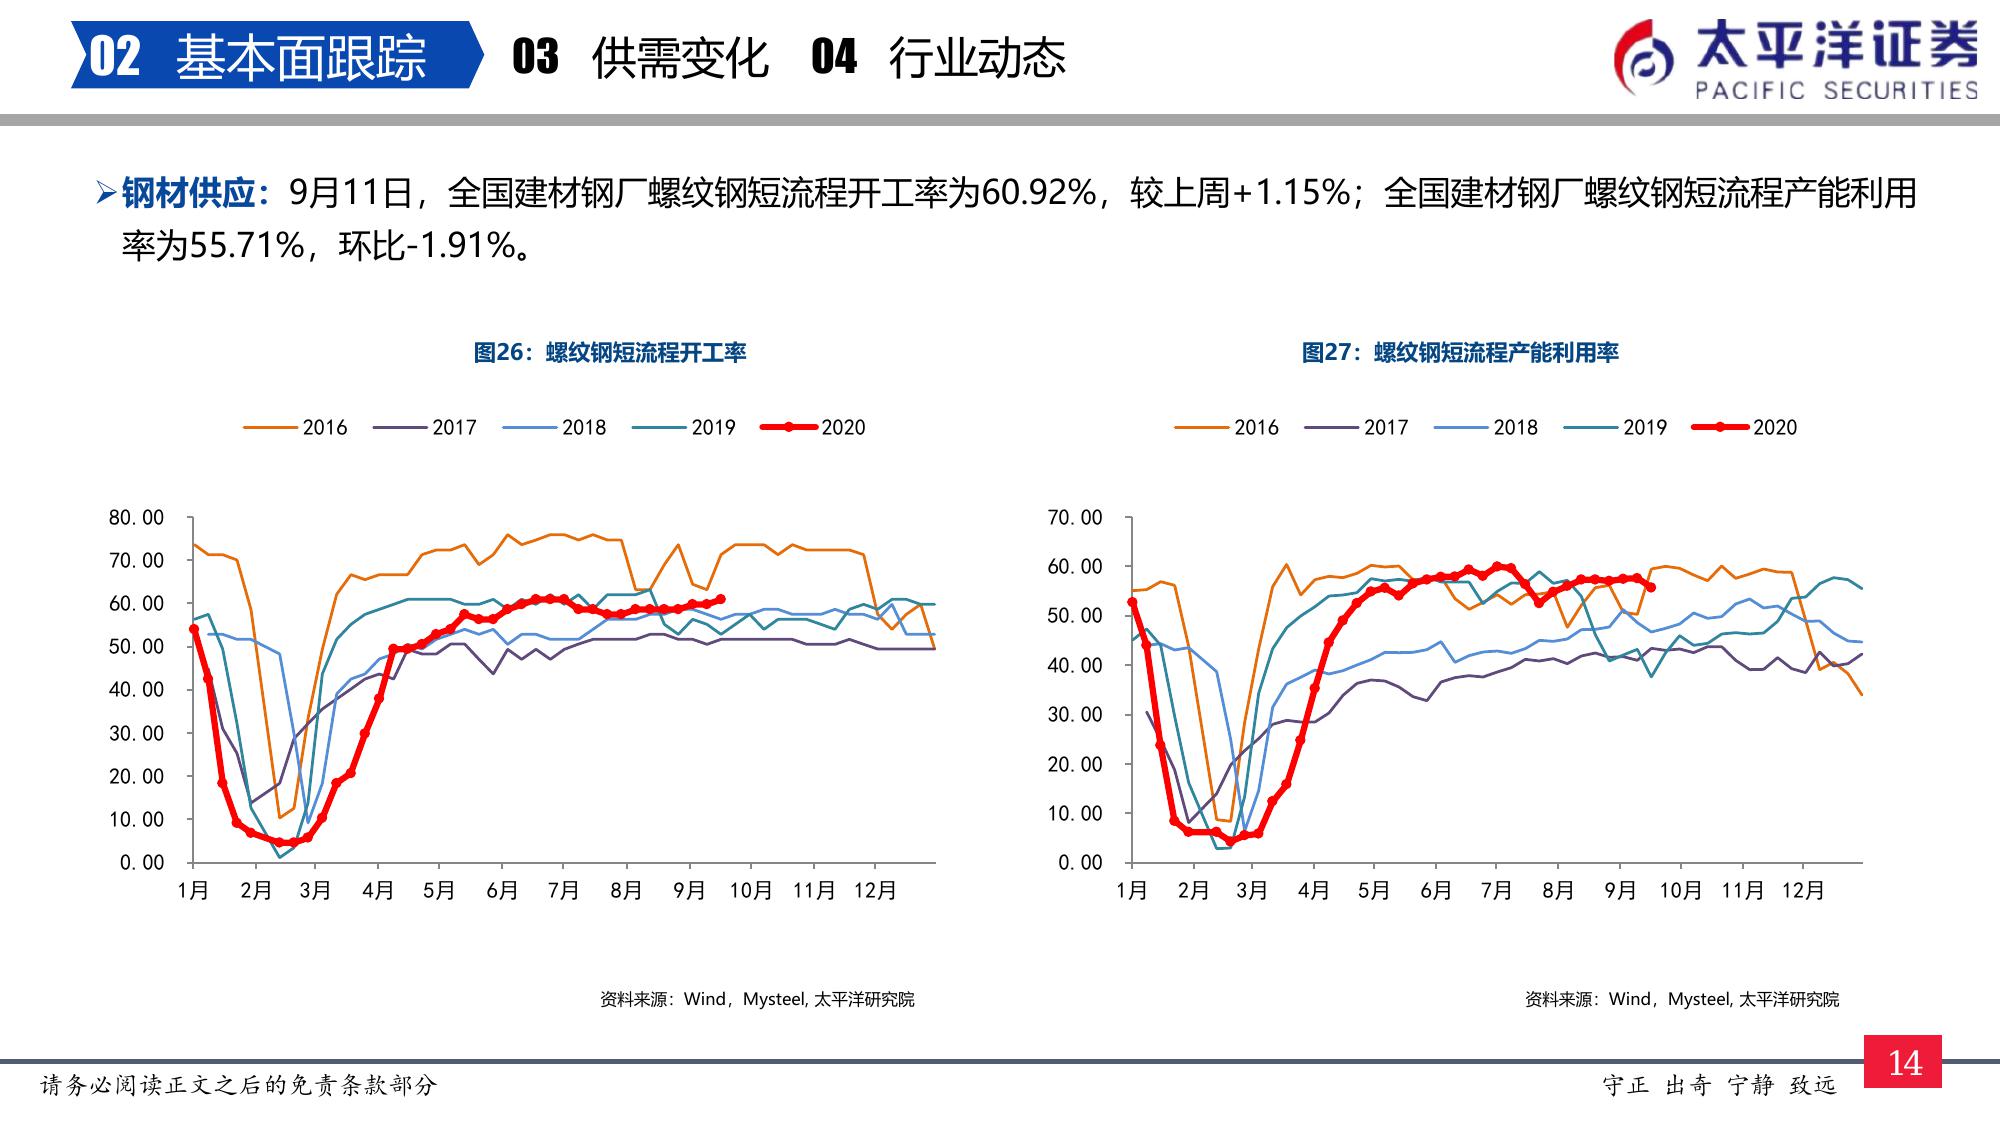 02 基本面跟踪 03 供需变化 04 行业动态
太平洋证券
PACIFIC SECURITIES
➢钢材供应：9月11日，全国建材钢厂螺纹钢短流程开工率为60.92%，较上周+1.15%；全国建材钢厂螺纹钢短流程产能利用
率为55.71%，环比-1.91%。
图26：螺纹钢短流程开工率
2016 2017 2018 2019 2020
80.00
70.00
60.00
50.00
40.00
30.00
20.00
10.00
0.00
1月 2月 3月 4月 5月 6月 7月 8月 9月 10月 11月 12月
资料来源：Wind，Mysteel, 太平洋研究院
图27：螺纹钢短流程产能利用率
2016 2017 2018 2019 2020
70.00
60.00
50.00
40.00
30.00
20.00
10.00
0.00
1月 2月 3月 4月 5月 6月 7月 8月 9月 10月 11月 12月
资料来源：Wind，Mysteel, 太平洋研究院
请务必阅读正文之后的免责条款部分
守正 出奇 宁静 致远
14